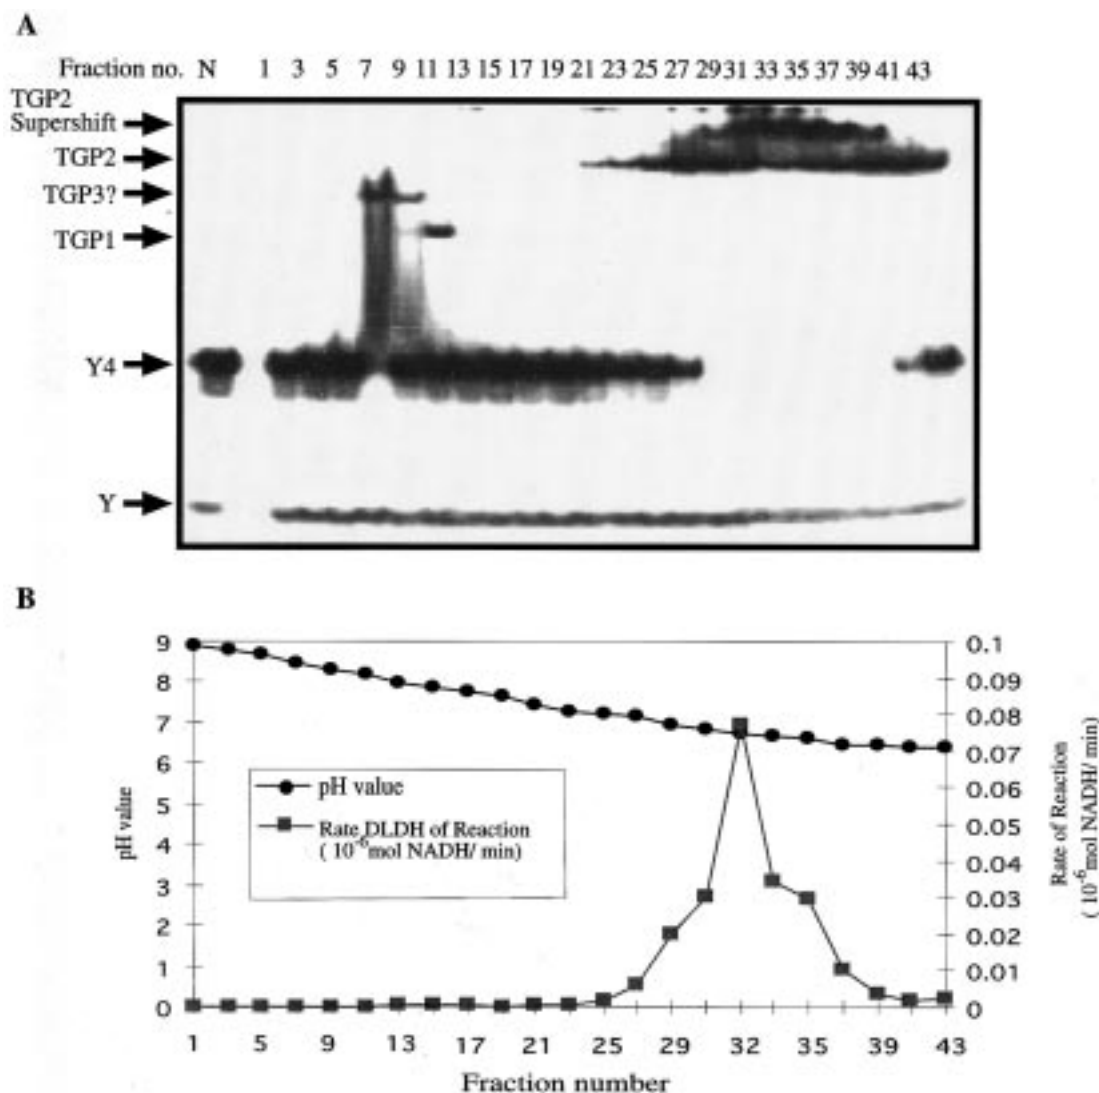 A
Fraction no. N 1 3 5 7 9 11 13 15 17 19 21 23 25 27 29 31 33 35 37 39 41 43
TGP2
Supershift
TGP2
TGP3?
TGP1
Y4
Y
B
9 0.1
8 0.09
7 0.08
0.07
6 0.06
5
0.05
4
0.04
3
0.03
2 0.02
1 0.01
0 0
pH value
pH value
Rate DLDH of Reaction
( 10⁻⁶mol NADH/ min)
Rate of Reaction
( 10⁻⁶mol NADH/ min)
1 5 9 13 17 21 25 29 32 35 39 43
Fraction number